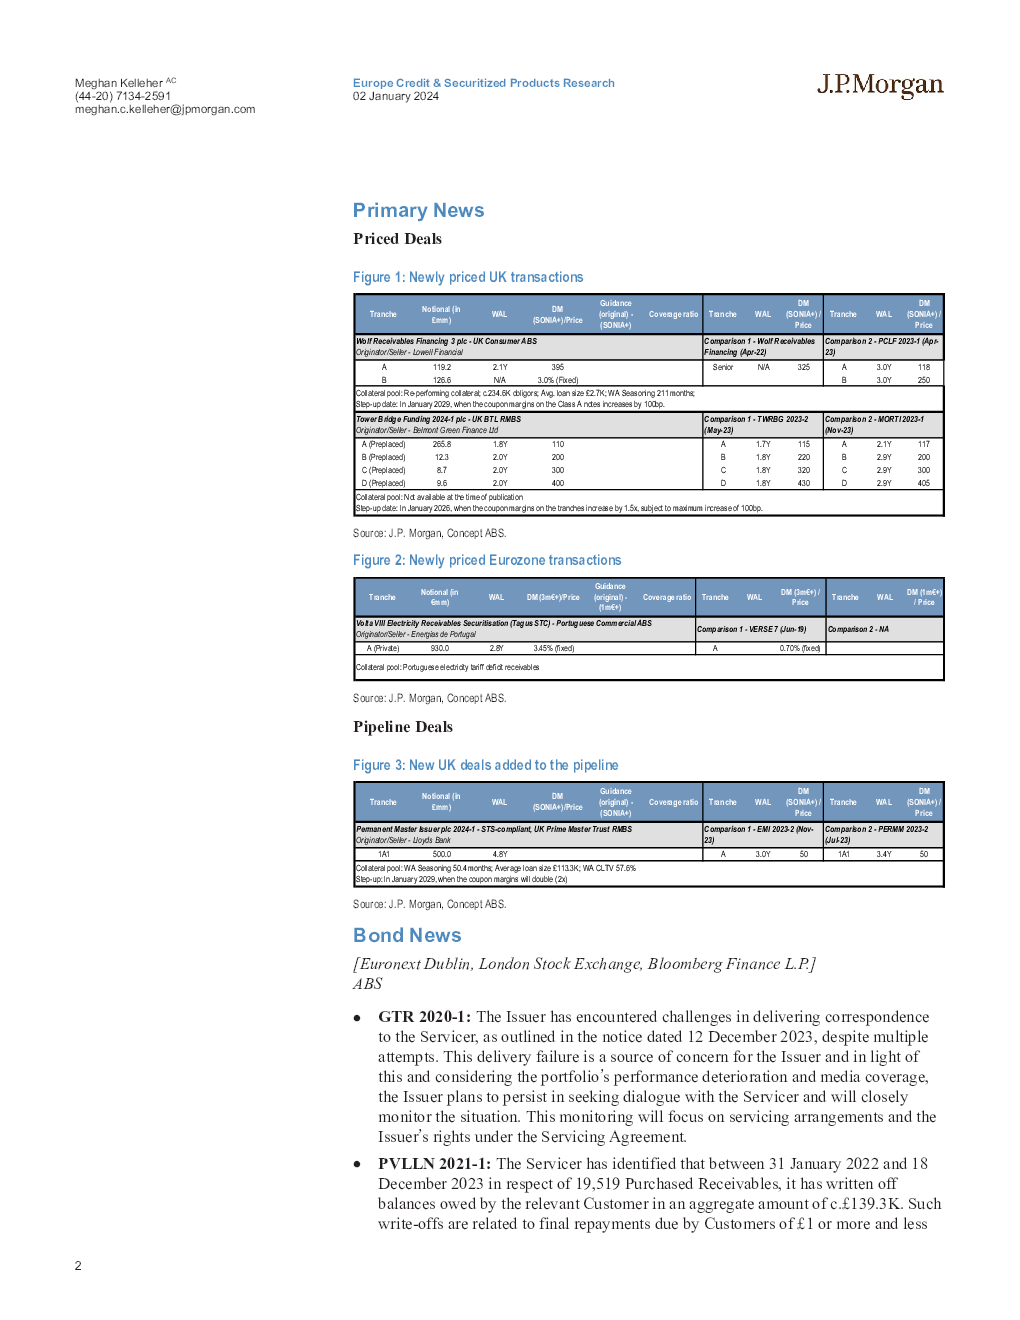 Meghan Kelleher AC
(44-20) 7134-2591
meghan.c.kelleher@jpmorgan.com
Europe Credit & Securitized Products Research
02 January 2024
J.P.Morgan
Primary News
Priced Deals
Figure 1: Newly priced UK transactions
Tranche Notional (in £mm) WAL DM (SONIA+)/Price Guidance (original) - (SONIA+) Coverage ratio Tranche WAL DM (SONIA+) / Price Tranche WAL DM (SONIA+) / Price
Wolf Receivables Financing 3 plc - UK Consumer ABS Comparison 1 - Wolf Receivables Financing (Apr-22) Comparison 2 - PCLF 2023-1 (Apr-23)
Originator/Seller - Lowell Financial
A 119.2 2.1Y 395 Senior N/A 325 A 3.0Y 118
B 126.6 N/A 3.0% (Fixed) B 3.0Y 250
Collateral pool: Re-performing collateral; c.234.6K obligors; Avg. loan size £2.7K; WA Seasoning 211 months;
Step-up date: In January 2029, when the coupon margins on the Class A notes increases by 100bp.
Tower Bridge Funding 2024-1 plc - UK BTL RMBS Comparison 1 - TWRBG 2023-2 (May-23) Comparison 2 - MORTI 2023-1 (Nov-23)
Originator/Seller - Belmont Green Finance Ltd
A (Preplaced) 265.8 1.8Y 110 A 1.7Y 115 A 2.1Y 117
B (Preplaced) 12.3 2.0Y 200 B 1.8Y 220 B 2.9Y 200
C (Preplaced) 8.7 2.0Y 300 C 1.8Y 320 C 2.9Y 300
D (Preplaced) 9.6 2.0Y 400 D 1.8Y 430 D 2.9Y 405
Collateral pool: Not available at the time of publication
Step-up date: In January 2026, when the coupon margins on the tranches increase by 1.5x, subject to maximum increase of 100bp.
Source: J.P. Morgan, Concept ABS.
Figure 2: Newly priced Eurozone transactions
Tranche Notional (in €mm) WAL DM (3m€+)/Price Guidance (original) - (1m€+) Coverage ratio Tranche WAL DM (3m€+) / Price Tranche WAL DM (1m€+) / Price
Volta VIII Electricity Receivables Securitisation (Tagus STC) - Portuguese Commercial ABS Comparison 1 - VERSE 7 (Jun-19) Comparison 2 - NA
Originator/Seller - Energias de Portugal
A (Private) 930.0 2.8Y 3.45% (fixed) A 0.70% (fixed)
Collateral pool: Portuguese electricity tariff deficit receivables
Source: J.P. Morgan, Concept ABS.
Pipeline Deals
Figure 3: New UK deals added to the pipeline
Tranche Notional (in £mm) WAL DM (SONIA+)/Price Guidance (original) - (SONIA+) Coverage ratio Tranche WAL DM (SONIA+) / Price Tranche WAL DM (SONIA+) / Price
Permanent Master Issuer plc 2024-1 - STS-compliant, UK Prime Master Trust RMBS Comparison 1 - EMI 2023-2 (Nov-23) Comparison 2 - PERMM 2023-2 (Jul-23)
Originator/Seller - Lloyds Bank
1A1 500.0 4.8Y A 3.0Y 50 1A1 3.4Y 50
Collateral pool: WA Seasoning 50.4 months; Average loan size £113.3K; WA CLTV 57.6%
Step-up: In January 2029, when the coupon margins will double (2x)
Source: J.P. Morgan, Concept ABS.
Bond News
[Euronext Dublin, London Stock Exchange, Bloomberg Finance L.P.]
ABS
● GTR 2020-1: The Issuer has encountered challenges in delivering correspondence
to the Servicer, as outlined in the notice dated 12 December 2023, despite multiple
attempts. This delivery failure is a source of concern for the Issuer and in light of
this and considering the portfolio's performance deterioration and media coverage,
the Issuer plans to persist in seeking dialogue with the Servicer and will closely
monitor the situation. This monitoring will focus on servicing arrangements and the
Issuer's rights under the Servicing Agreement.
● PVLLN 2021-1: The Servicer has identified that between 31 January 2022 and 18
December 2023 in respect of 19,519 Purchased Receivables, it has written off
balances owed by the relevant Customer in an aggregate amount of c.£139.3K. Such
write-offs are related to final repayments due by Customers of £1 or more and less
2